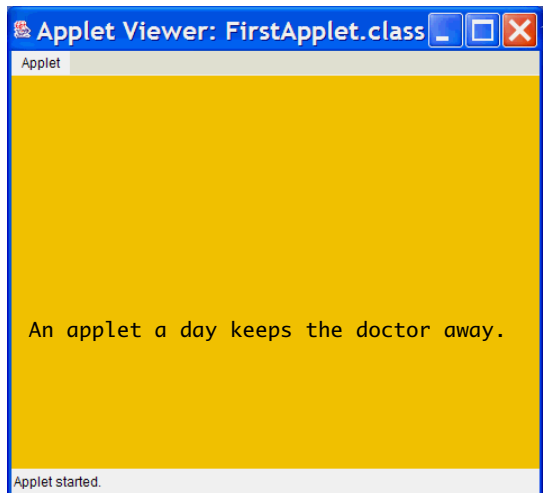 Applet Viewer: FirstApplet.class
Applet
An applet a day keeps the doctor away.
Applet started.